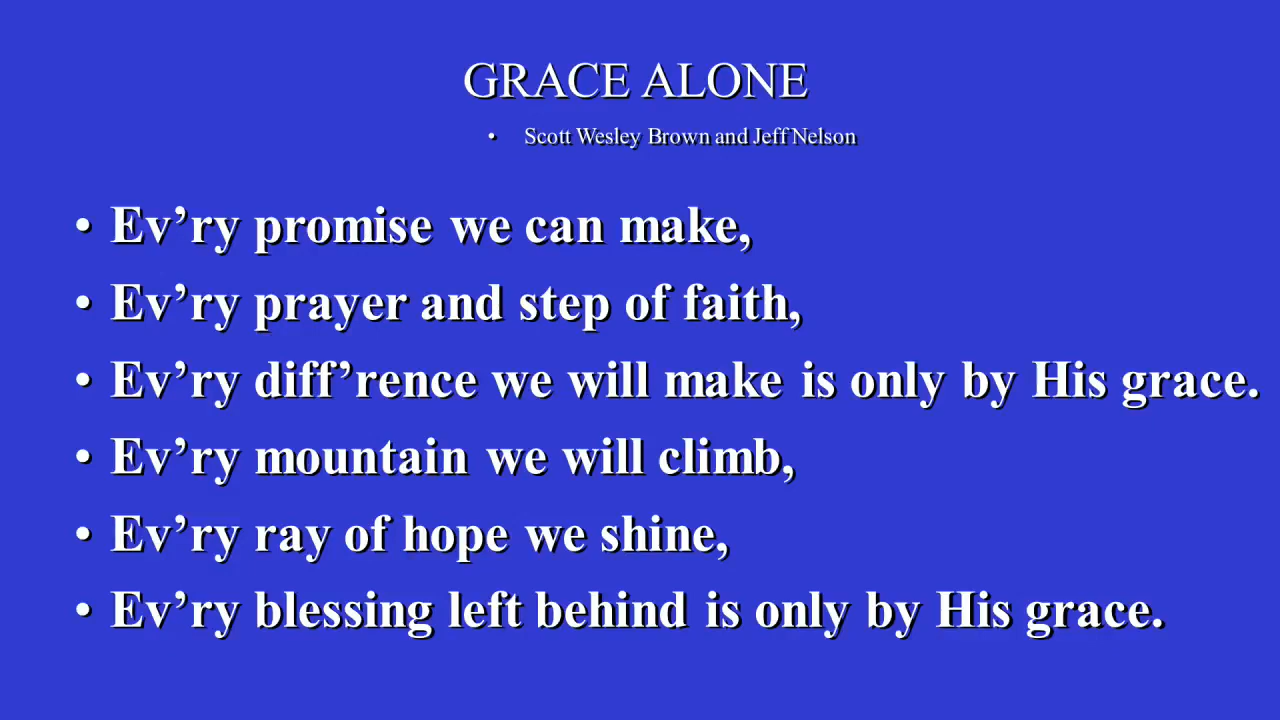 GRACE ALONE
• Scott Wesley Brown and Jeff Nelson
• Ev’ry promise we can make,
• Ev’ry prayer and step of faith,
• Ev’ry diff’rence we will make is only by His grace.
• Ev’ry mountain we will climb,
• Ev’ry ray of hope we shine,
• Ev’ry blessing left behind is only by His grace.